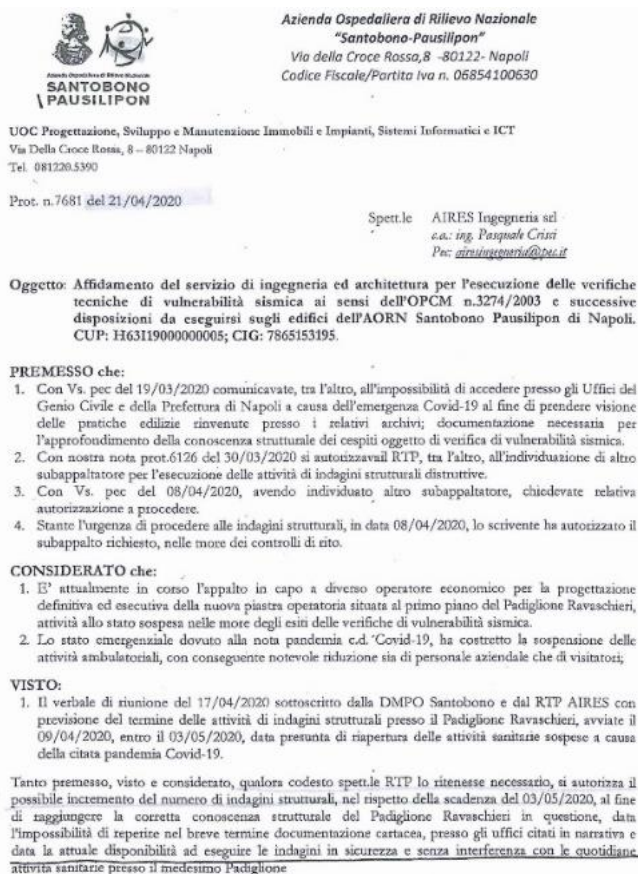 Azienda Ospedaliera di Rilievo Nazionale
"Santobono-Pausilipon"
Via della Croce Rossa,8 -80122- Napoli
Codice Fiscale/Partita Iva n. 06854100630
Azienda Ospedaliera di Rilievo Nazionale
SANTOBONO
PAUSILIPON
UOC Progettazione, Sviluppo e Manutenzione Immobili e Impianti, Sistemi Informatici e ICT
Via Della Croce Rossa, 8 – 80122 Napoli
Tel. 081220.5390
Prot. n.7681 del 21/04/2020
Spett.le AIRES Ingegneria srl
c.a.: ing. Pasquale Crisci
Pec: airesingegneria@pec.it
Oggetto: Affidamento del servizio di ingegneria ed architettura per l'esecuzione delle verifiche
tecniche di vulnerabilità sismica ai sensi dell'OPCM n.3274/2003 e successive
disposizioni da eseguirsi sugli edifici dell'AORN Santobono Pausilipon di Napoli.
CUP: H63I19000000005; CIG: 7865153195.
PREMESSO che:
1. Con Vs. pec del 19/03/2020 comunicavate, tra l'altro, all'impossibilità di accedere presso gli Uffici del
Genio Civile e della Prefettura di Napoli a causa dell'emergenza Covid-19 al fine di prendere visione
delle pratiche edilizie rinvenute presso i relativi archivi; documentazione necessaria per
l'approfondimento della conoscenza strutturale dei cespiti oggetto di verifica di vulnerabilità sismica.
2. Con nostra nota prot.6126 del 30/03/2020 si autorizzavail RTP, tra l'altro, all'individuazione di altro
subappaltatore per l'esecuzione delle attività di indagini strutturali distruttive.
3. Con Vs. pec del 08/04/2020, avendo individuato altro subappaltatore, chiedevate relativa
autorizzazione a procedere.
4. Stante l'urgenza di procedere alle indagini strutturali, in data 08/04/2020, lo scrivente ha autorizzato il
subappalto richiesto, nelle more dei controlli di rito.
CONSIDERATO che:
1. E' attualmente in corso l'appalto in capo a diverso operatore economico per la progettazione
definitiva ed esecutiva della nuova piastra operatoria situata al primo piano del Padiglione Ravaschieri,
attività allo stato sospesa nelle more degli esiti delle verifiche di vulnerabilità sismica.
2. Lo stato emergenziale dovuto alla nota pandemia c.d. Covid-19, ha costretto la sospensione delle
attività ambulatoriali, con conseguente notevole riduzione sia di personale aziendale che di visitatori;
VISTO:
1. Il verbale di riunione del 17/04/2020 sottoscritto dalla DMPO Santobono e dal RTP AIRES con
previsione del termine delle attività di indagini strutturali presso il Padiglione Ravaschieri, avviate il
09/04/2020, entro il 03/05/2020, data presunta di riapertura delle attività sanitarie sospese a causa
della citata pandemia Covid-19.
Tanto premesso, visto e considerato, qualora codesto spett.le RTP lo ritenesse necessario, si autorizza il
possibile incremento del numero di indagini strutturali, nel rispetto della scadenza del 03/05/2020, al fine
di raggiungere la corretta conoscenza strutturale del Padiglione Ravaschieri in questione, data
l'impossibilità di reperire nel breve termine documentazione cartacea, presso gli uffici citati in narrativa e
data la attuale disponibilità ad eseguire le indagini in sicurezza e senza interferenza con le quotidiane
attività sanitarie presso il medesimo Padiglione